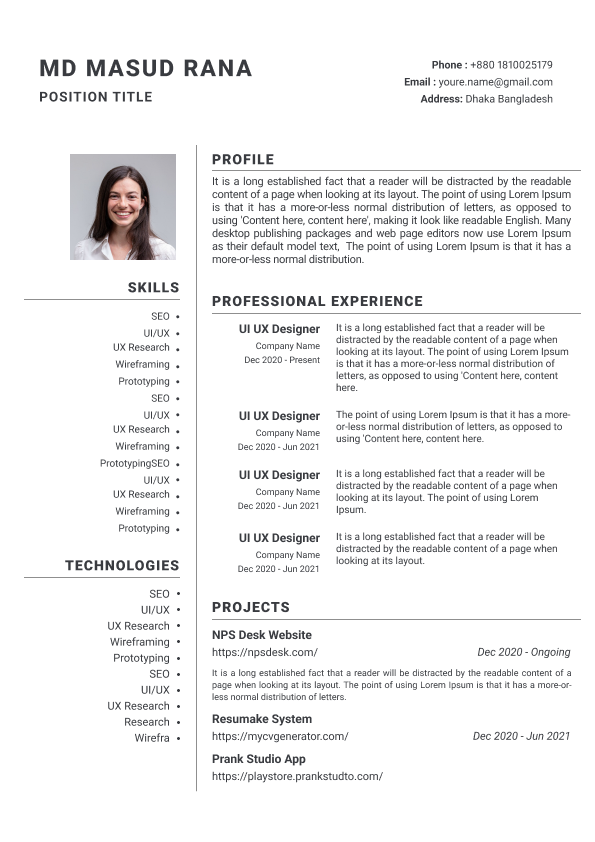 MD MASUD RANA
POSITION TITLE
Phone : +880 1810025179
Email : youre.name@gmail.com
Address: Dhaka Bangladesh
SKILLS
SEO •
UI/UX •
UX Research •
Wireframing •
Prototyping •
SEO •
UI/UX •
UX Research •
Wireframing •
PrototypingSEO •
UI/UX •
UX Research •
Wireframing •
Prototyping •
TECHNOLOGIES
SEO •
UI/UX •
UX Research •
Wireframing •
Prototyping •
SEO •
UI/UX •
UX Research •
Research •
Wirefra •
PROFILE
It is a long established fact that a reader will be distracted by the readable
content of a page when looking at its layout. The point of using Lorem Ipsum
is that it has a more-or-less normal distribution of letters, as opposed to
using 'Content here, content here', making it look like readable English. Many
desktop publishing packages and web page editors now use Lorem Ipsum
as their default model text,  The point of using Lorem Ipsum is that it has a
more-or-less normal distribution.
PROFESSIONAL EXPERIENCE
UI UX Designer
Company Name
Dec 2020 - Present
It is a long established fact that a reader will be
distracted by the readable content of a page when
looking at its layout. The point of using Lorem Ipsum
is that it has a more-or-less normal distribution of
letters, as opposed to using 'Content here, content
here.
UI UX Designer
Company Name
Dec 2020 - Jun 2021
The point of using Lorem Ipsum is that it has a more-
or-less normal distribution of letters, as opposed to
using 'Content here, content here.
UI UX Designer
Company Name
Dec 2020 - Jun 2021
It is a long established fact that a reader will be
distracted by the readable content of a page when
looking at its layout. The point of using Lorem
Ipsum.
UI UX Designer
Company Name
Dec 2020 - Jun 2021
It is a long established fact that a reader will be
distracted by the readable content of a page when
looking at its layout.
PROJECTS
NPS Desk Website
https://npsdesk.com/ Dec 2020 - Ongoing
It is a long established fact that a reader will be distracted by the readable content of a
page when looking at its layout. The point of using Lorem Ipsum is that it has a more-or-
less normal distribution of letters.
Resumake System
https://mycvgenerator.com/ Dec 2020 - Jun 2021
Prank Studio App
https://playstore.prankstudto.com/